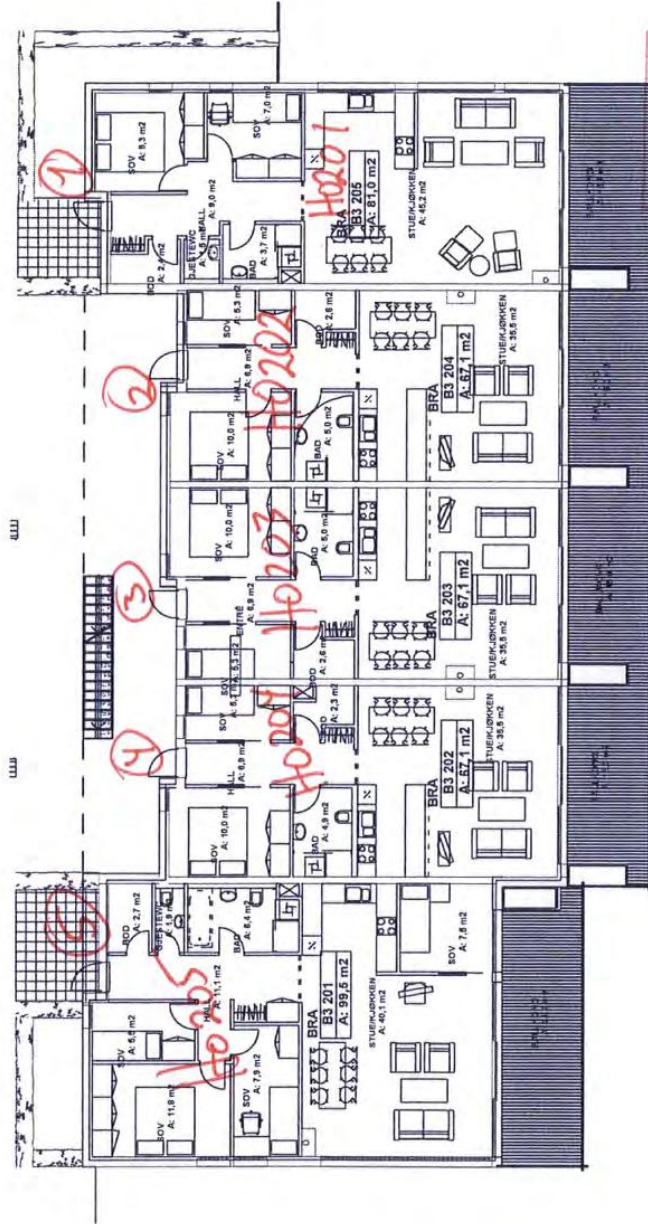 1
SOV
A: 9,3 m2
SOV
A: 7,0 m2
HALL
A: 9,0 m2
BOD
GJESTEWC
BAD
A: 3,7 m2
H0201
BRA
B3 205
A: 81,0 m2
STUE/KJØKKEN
A: 45,2 m2
2
SOV
A: 5,3 m2
HALL
A: 6,9 m2
H0202
BOD
A: 2,6 m2
SOV
A: 10,0 m2
BAD
A: 5,0 m2
BRA
B3 204
A: 67,1 m2
STUE/KJØKKEN
A: 35,5 m2
3
SOV
A: 10,0 m2
ENTRÉ
A: 6,9 m2
H0203
SOV
A: 5,3 m2
BAD
A: 5,0 m2
BOD
A: 2,6 m2
BRA
B3 203
A: 67,1 m2
STUE/KJØKKEN
A: 35,5 m2
4
SOV
HALL
A: 6,9 m2
H0204
BOD
A: 2,3 m2
SOV
A: 10,0 m2
BAD
A: 4,9 m2
BRA
B3 202
A: 67,1 m2
STUE/KJØKKEN
A: 35,5 m2
5
BOD
A: 2,7 m2
GJESTEWC
BAD
A: 6,4 m2
HALL
A: 11,1 m2
H0205
SOV
SOV
A: 11,8 m2
SOV
A: 7,9 m2
BRA
B3 201
A: 99,5 m2
STUE/KJØKKEN
A: 40,1 m2
SOV